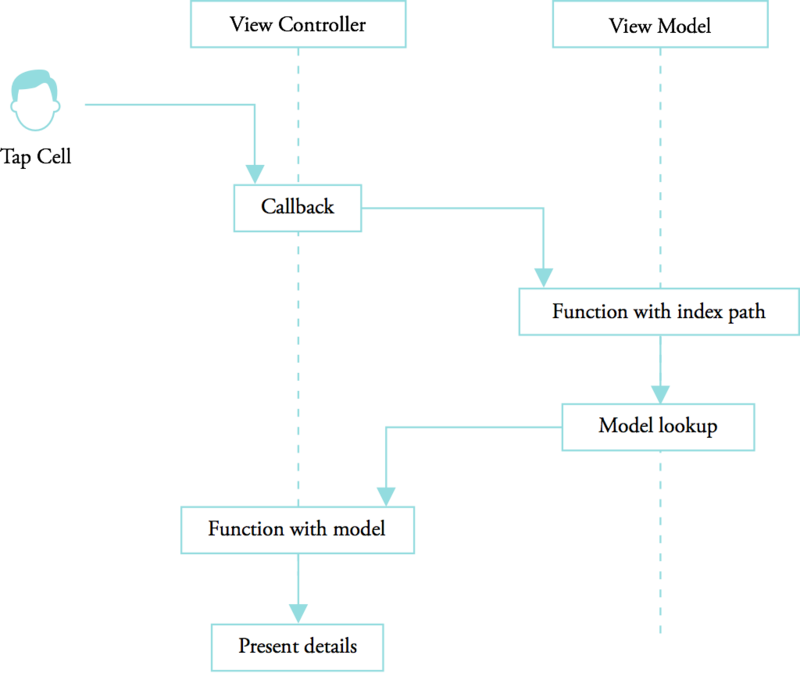 View Controller
View Model
Tap Cell
Callback
Function with index path
Model lookup
Function with model
Present details